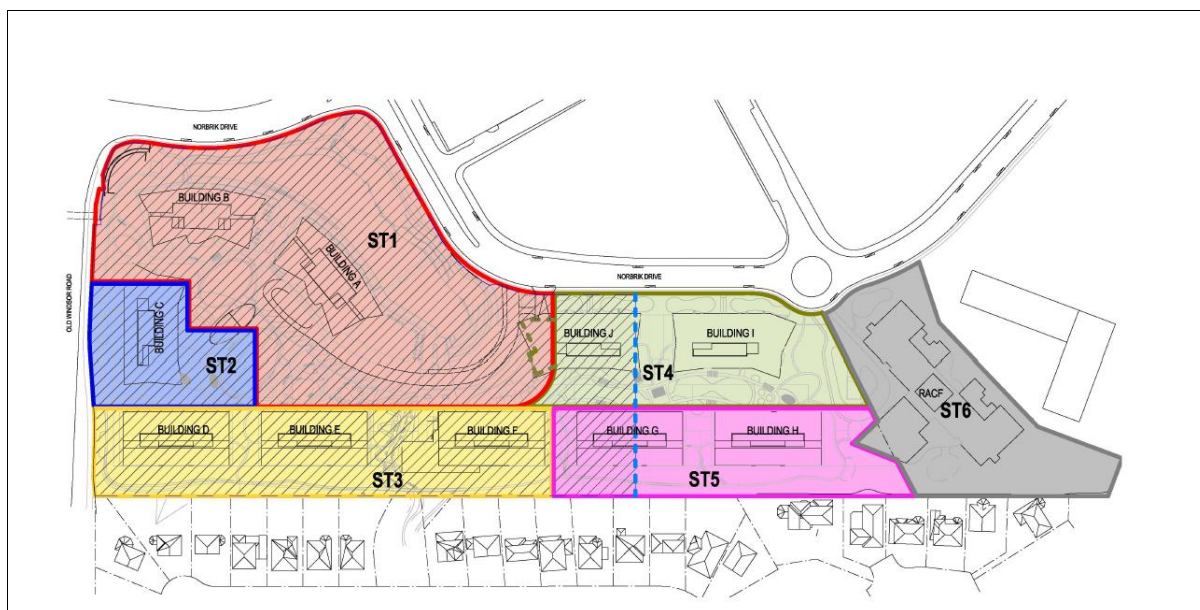 NORBRIK DRIVE
BUILDING B
ST1
BUILDING A
OLD WINDSOR ROAD
NORBRIK DRIVE
BUILDING C
ST2
BUILDING J
BUILDING I
ST4
RACF
ST6
BUILDING D
BUILDING E
BUILDING F
BUILDING G
BUILDING H
ST3
ST5